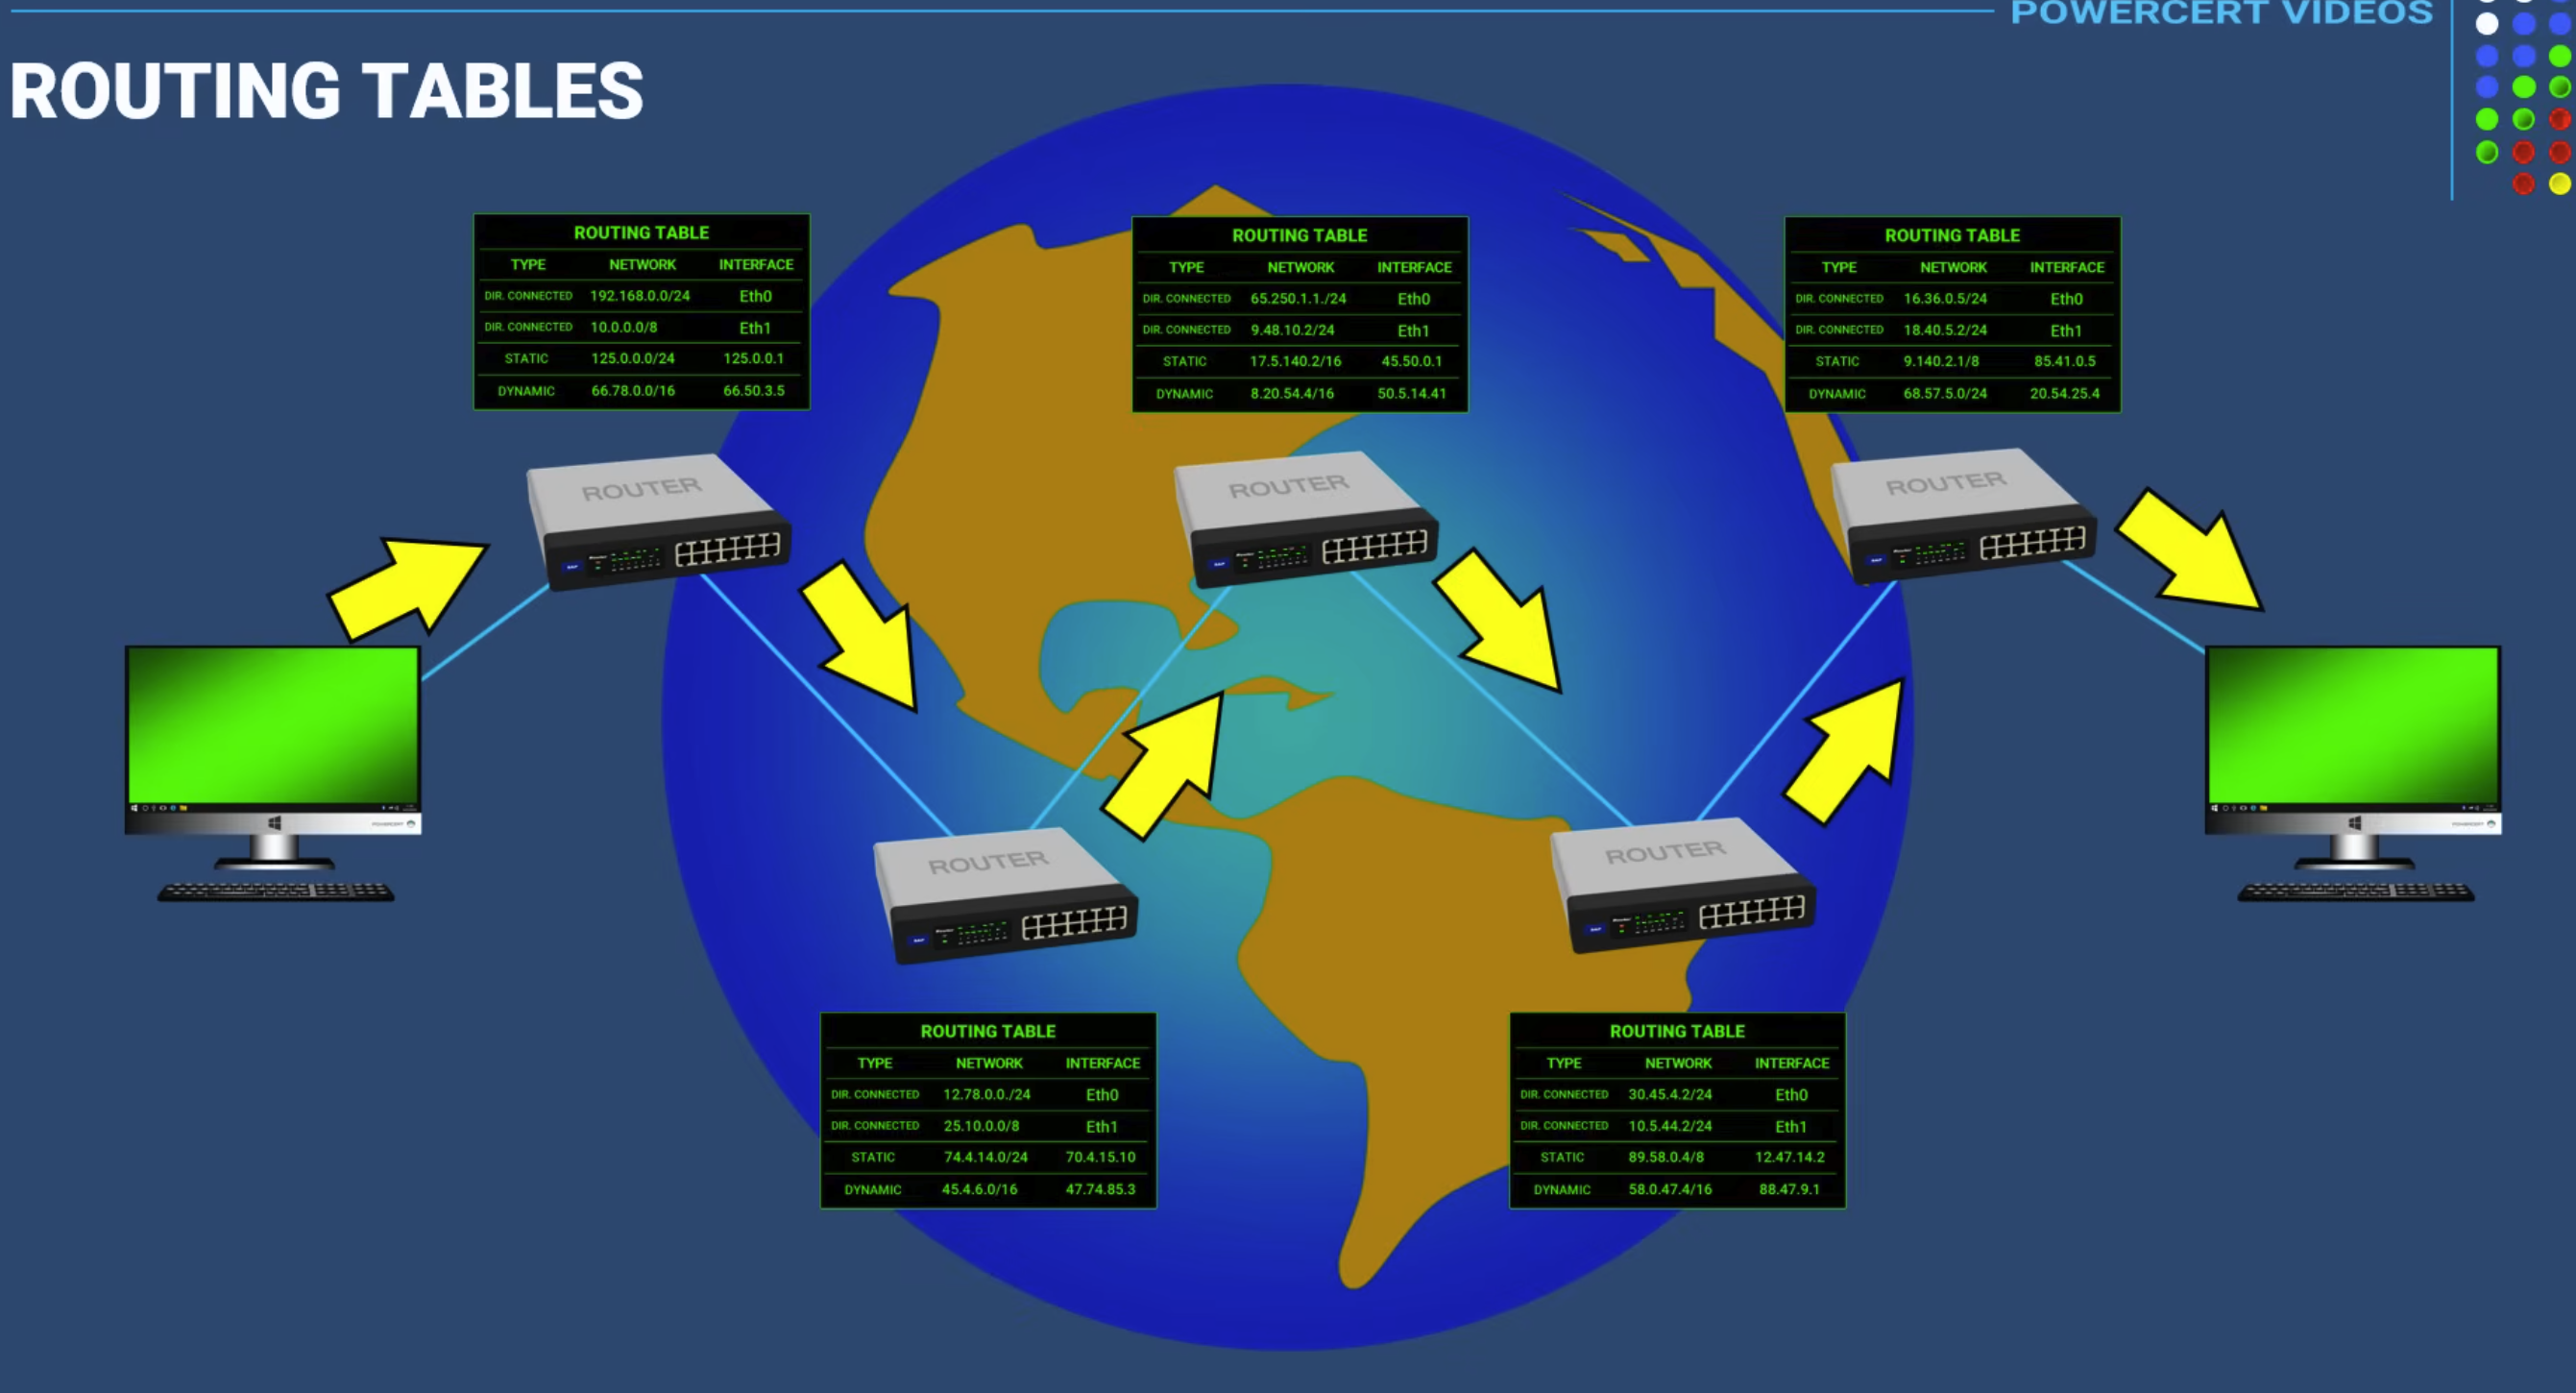 POWERCERT VIDEOS
ROUTING TABLES
ROUTING TABLE
TYPE NETWORK INTERFACE
DIR. CONNECTED 192.168.0.0/24 Eth0
DIR. CONNECTED 10.0.0.0/8 Eth1
STATIC 125.0.0.0/24 125.0.0.1
DYNAMIC 66.78.0.0/16 66.50.3.5
ROUTING TABLE
TYPE NETWORK INTERFACE
DIR. CONNECTED 65.250.1.1./24 Eth0
DIR. CONNECTED 9.48.10.2/24 Eth1
STATIC 17.5.140.2/16 45.50.0.1
DYNAMIC 8.20.54.4/16 50.5.14.41
ROUTING TABLE
TYPE NETWORK INTERFACE
DIR. CONNECTED 16.36.0.5/24 Eth0
DIR. CONNECTED 18.40.5.2/24 Eth1
STATIC 9.140.2.1/8 85.41.0.5
DYNAMIC 68.57.5.0/24 20.54.25.4
ROUTER
ROUTER
ROUTER
POWERCERT
POWERCERT
ROUTER
ROUTER
ROUTING TABLE
TYPE NETWORK INTERFACE
DIR. CONNECTED 12.78.0.0./24 Eth0
DIR. CONNECTED 25.10.0.0/8 Eth1
STATIC 74.4.14.0/24 70.4.15.10
DYNAMIC 45.4.6.0/16 47.74.85.3
ROUTING TABLE
TYPE NETWORK INTERFACE
DIR. CONNECTED 30.45.4.2/24 Eth0
DIR. CONNECTED 10.5.44.2/24 Eth1
STATIC 89.58.0.4/8 12.47.14.2
DYNAMIC 58.0.47.4/16 88.47.9.1